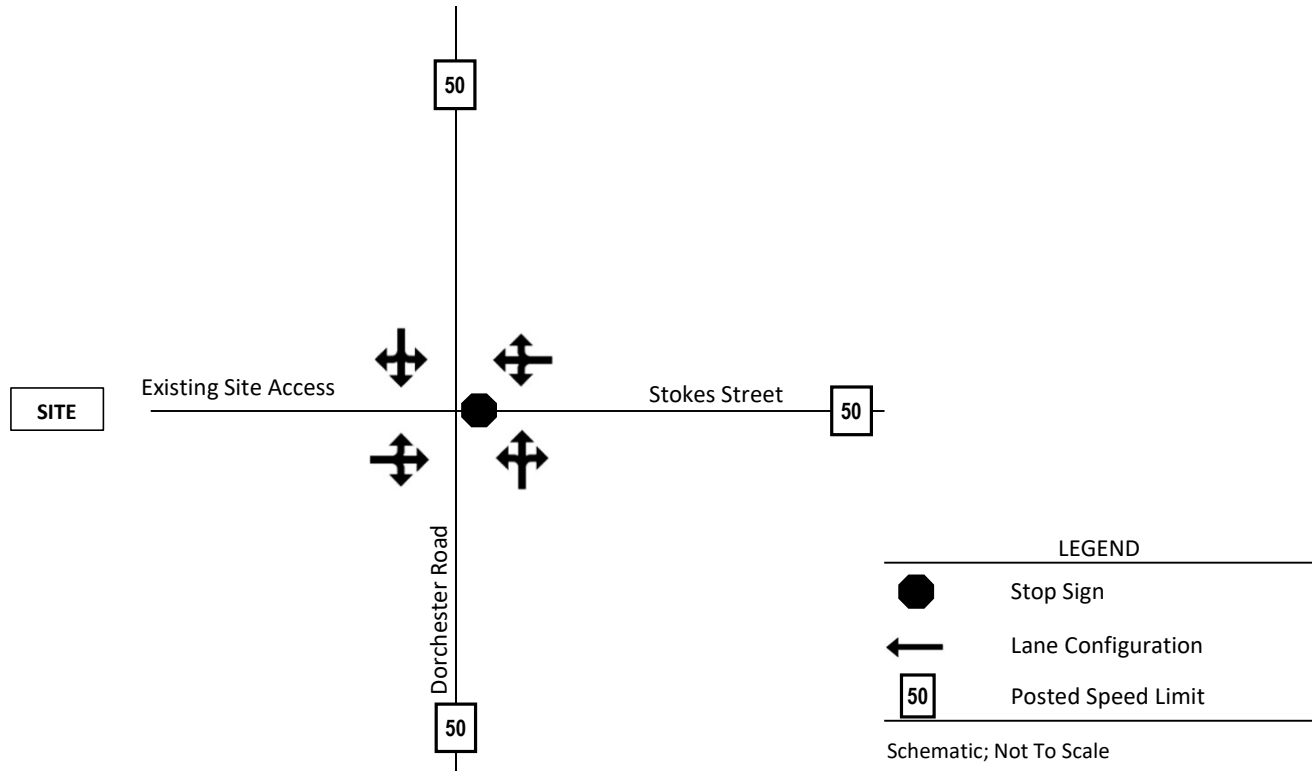 50
Existing Site Access
Stokes Street
SITE
50
Dorchester Road
50
LEGEND
Stop Sign
Lane Configuration
50
Posted Speed Limit
Schematic; Not To Scale